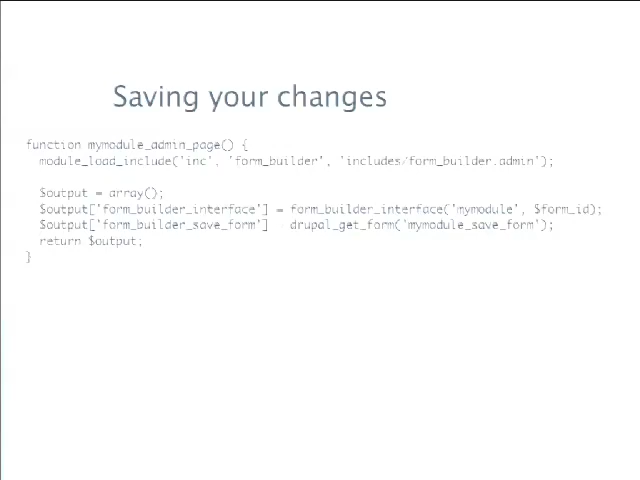 Saving your changes
function mymodule_admin_page() {
module_load_include('inc', 'form_builder', 'includes/form_builder.admin');
$output = array();
$output['form_builder_interface'] = form_builder_interface('mymodule', $form_id);
$output['form_builder_save_form'] = drupal_get_form('mymodule_save_form');
return $output;
}